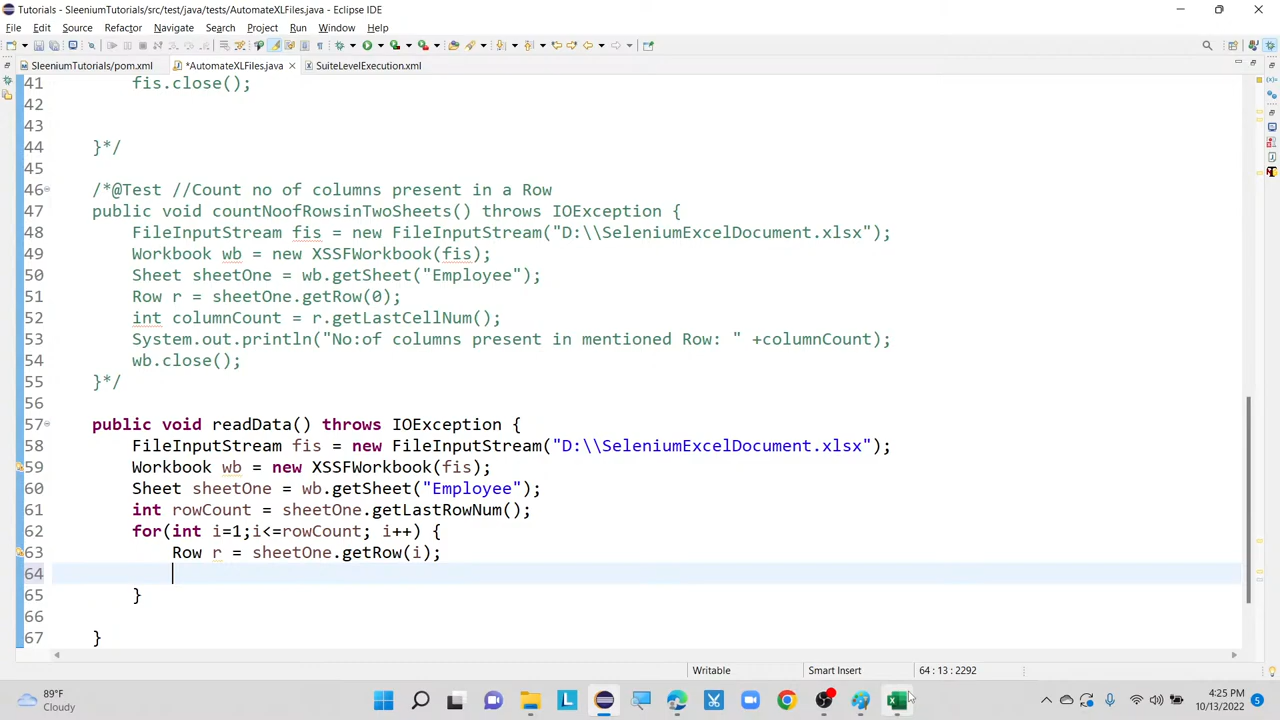 Tutorials - SleeniumTutorials/src/test/java/tests/AutomateXLFiles.java - Eclipse IDE
File Edit Source Refactor Navigate Search Project Run Window Help
SleeniumTutorials/pom.xml *AutomateXLFiles.java SuiteLevelExecution.xml
41 fis.close();
42
43
44 }*/
45
46 /*@Test //Count no of columns present in a Row
47 public void countNoofRowsinTwoSheets() throws IOException {
48 FileInputStream fis = new FileInputStream("D:\\SeleniumExcelDocument.xlsx");
49 Workbook wb = new XSSFWorkbook(fis);
50 Sheet sheetOne = wb.getSheet("Employee");
51 Row r = sheetOne.getRow(0);
52 int columnCount = r.getLastCellNum();
53 System.out.println("No:of columns present in mentioned Row: " +columnCount);
54 wb.close();
55 }*/
56
57 public void readData() throws IOException {
58 FileInputStream fis = new FileInputStream("D:\\SeleniumExcelDocument.xlsx");
59 Workbook wb = new XSSFWorkbook(fis);
60 Sheet sheetOne = wb.getSheet("Employee");
61 int rowCount = sheetOne.getLastRowNum();
62 for(int i=1;i<=rowCount; i++) {
63 Row r = sheetOne.getRow(i);
64
65 }
66
67 }
Writable Smart Insert 64 : 13 : 2292
89°F
Cloudy
4:25 PM
10/13/2022